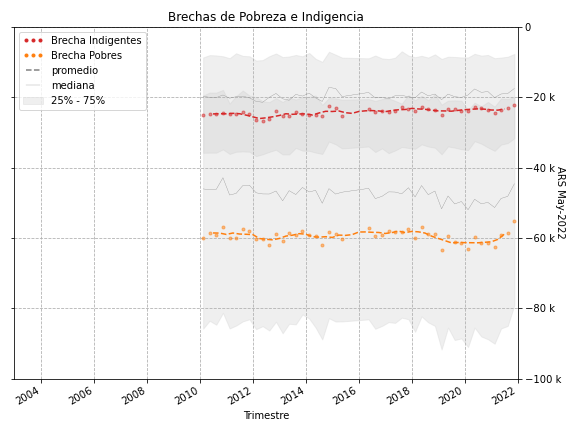 Brechas de Pobreza e Indigencia
Brecha Indigentes
Brecha Pobres
promedio
mediana
25% - 75%
0
−20 k
−40 k
−60 k
−80 k
−100 k
ARS May-2022
2004
2006
2008
2010
2012
2014
2016
2018
2020
2022
Trimestre